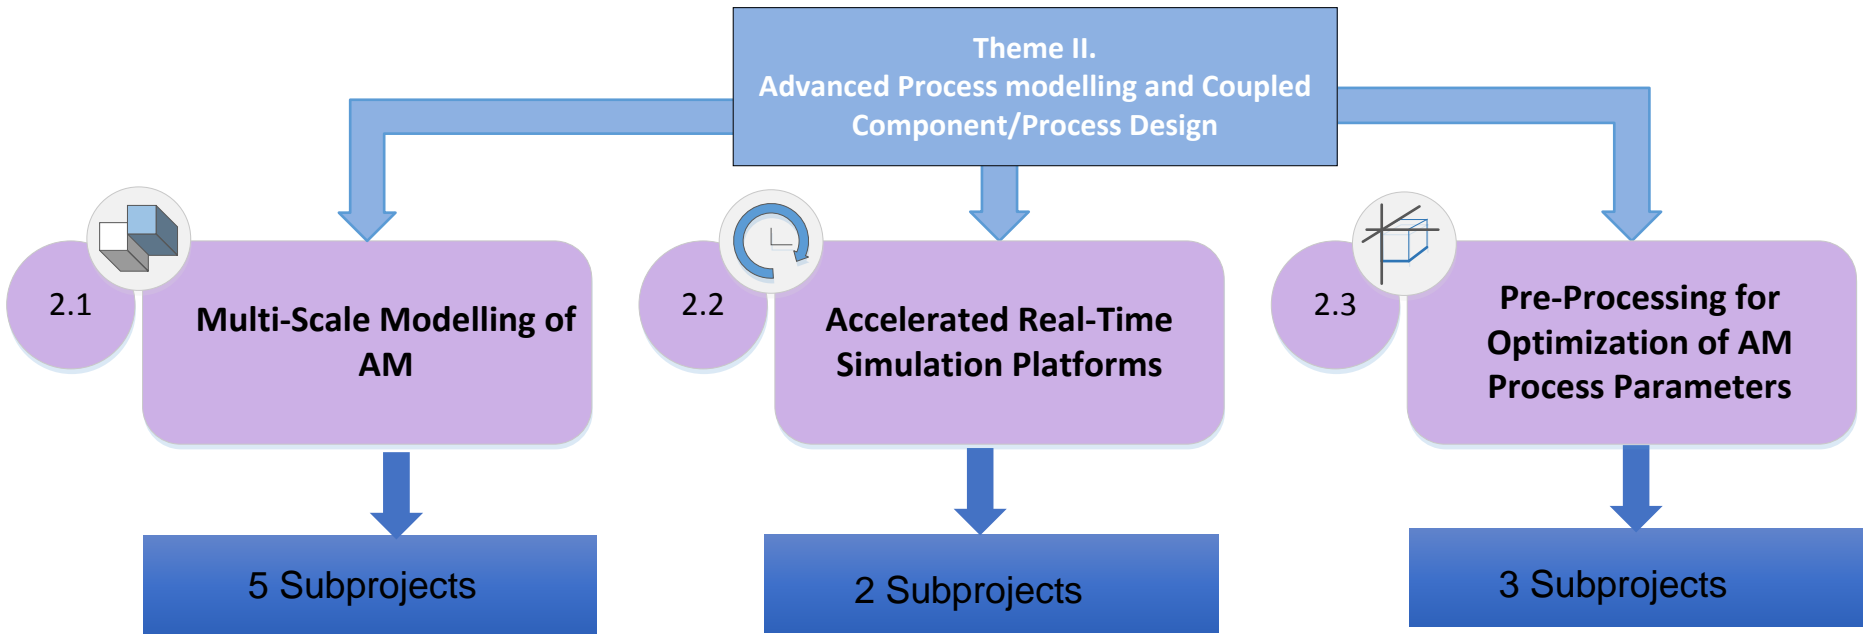 Theme II.
Advanced Process modelling and Coupled
Component/Process Design
2.1
Multi-Scale Modelling of
AM
2.2
Accelerated Real-Time
Simulation Platforms
2.3
Pre-Processing for
Optimization of AM
Process Parameters
5 Subprojects
2 Subprojects
3 Subprojects